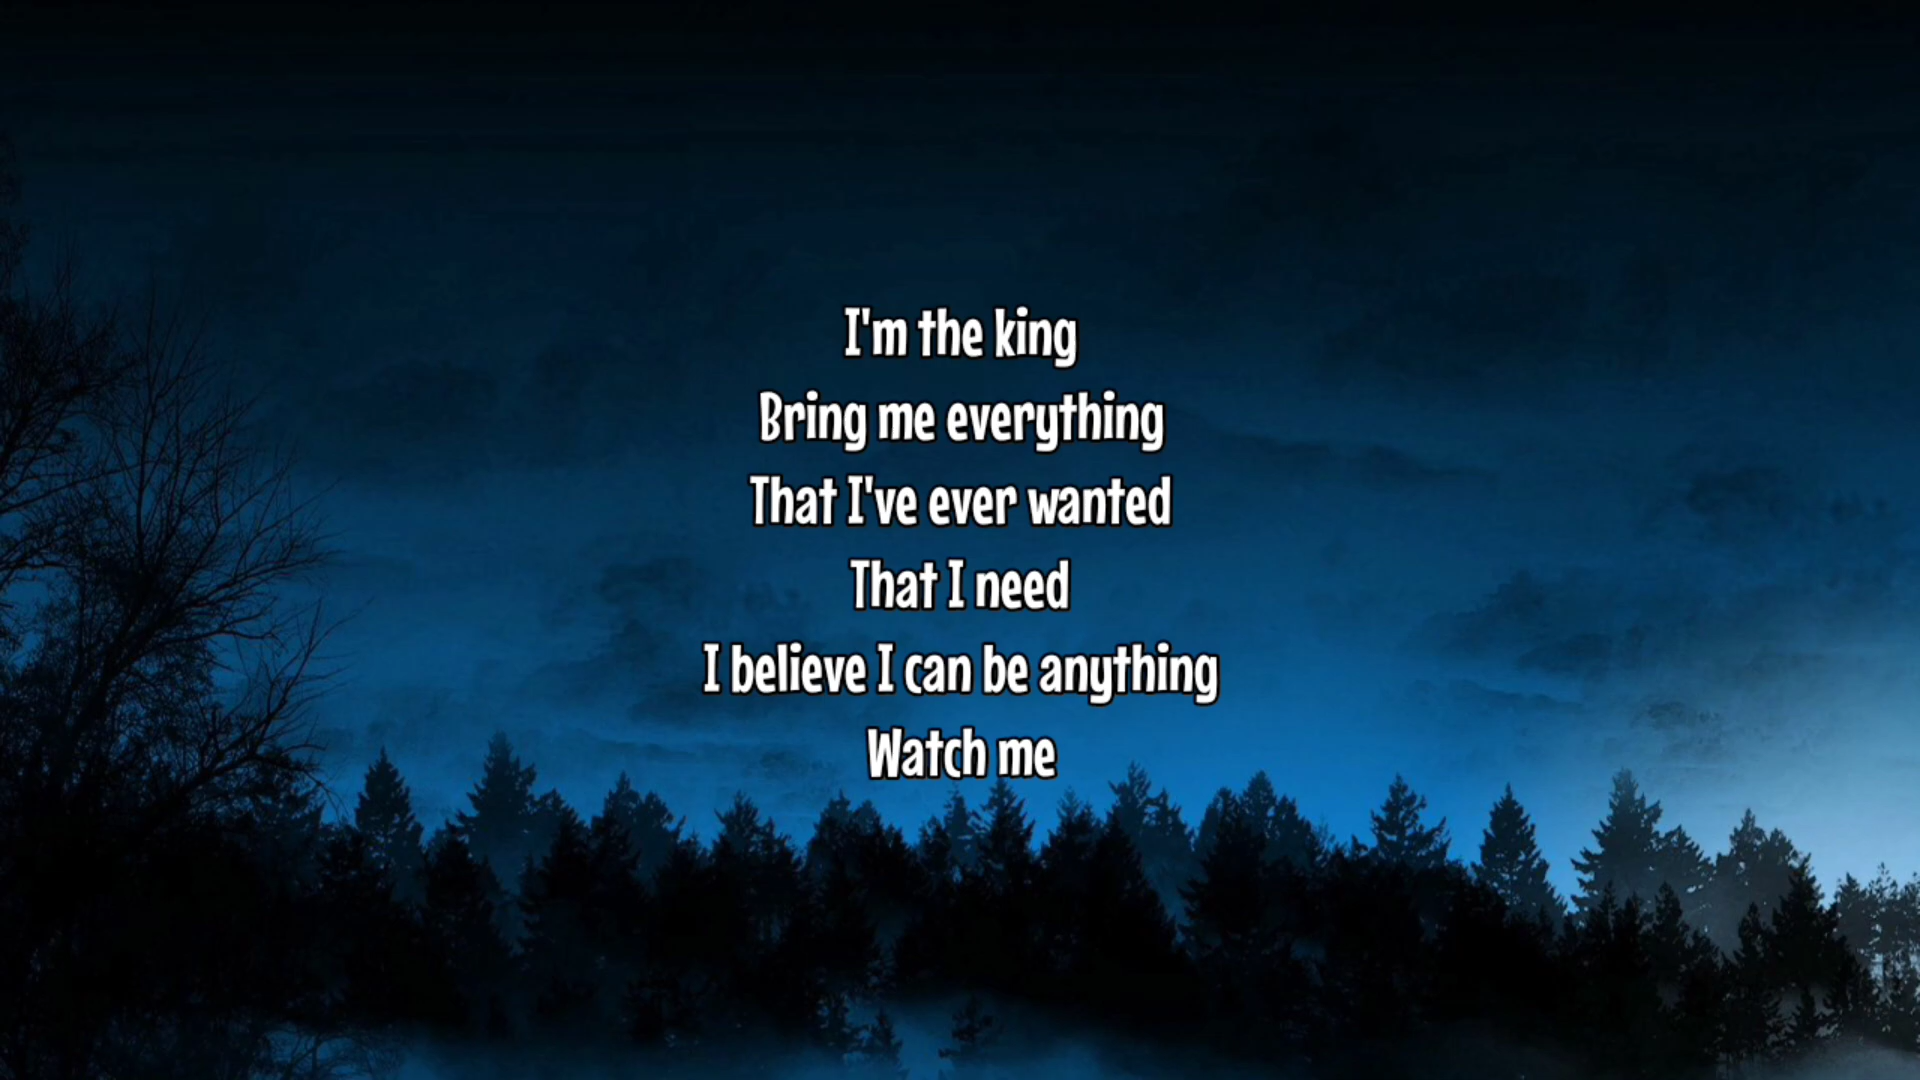 I'm the king
Bring me everything
That I've ever wanted
That I need
I believe I can be anything
Watch me